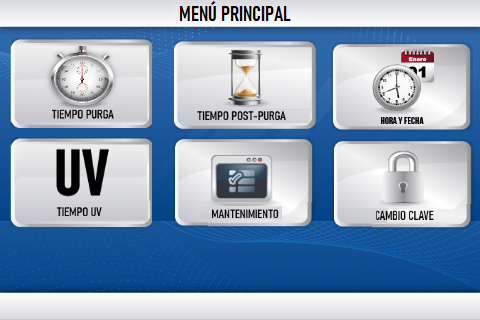 MENÚ PRINCIPAL
TIEMPO PURGA
TIEMPO POST-PURGA
Enero
01
HORA Y FECHA
UV
TIEMPO UV
MANTENIMIENTO
CAMBIO CLAVE